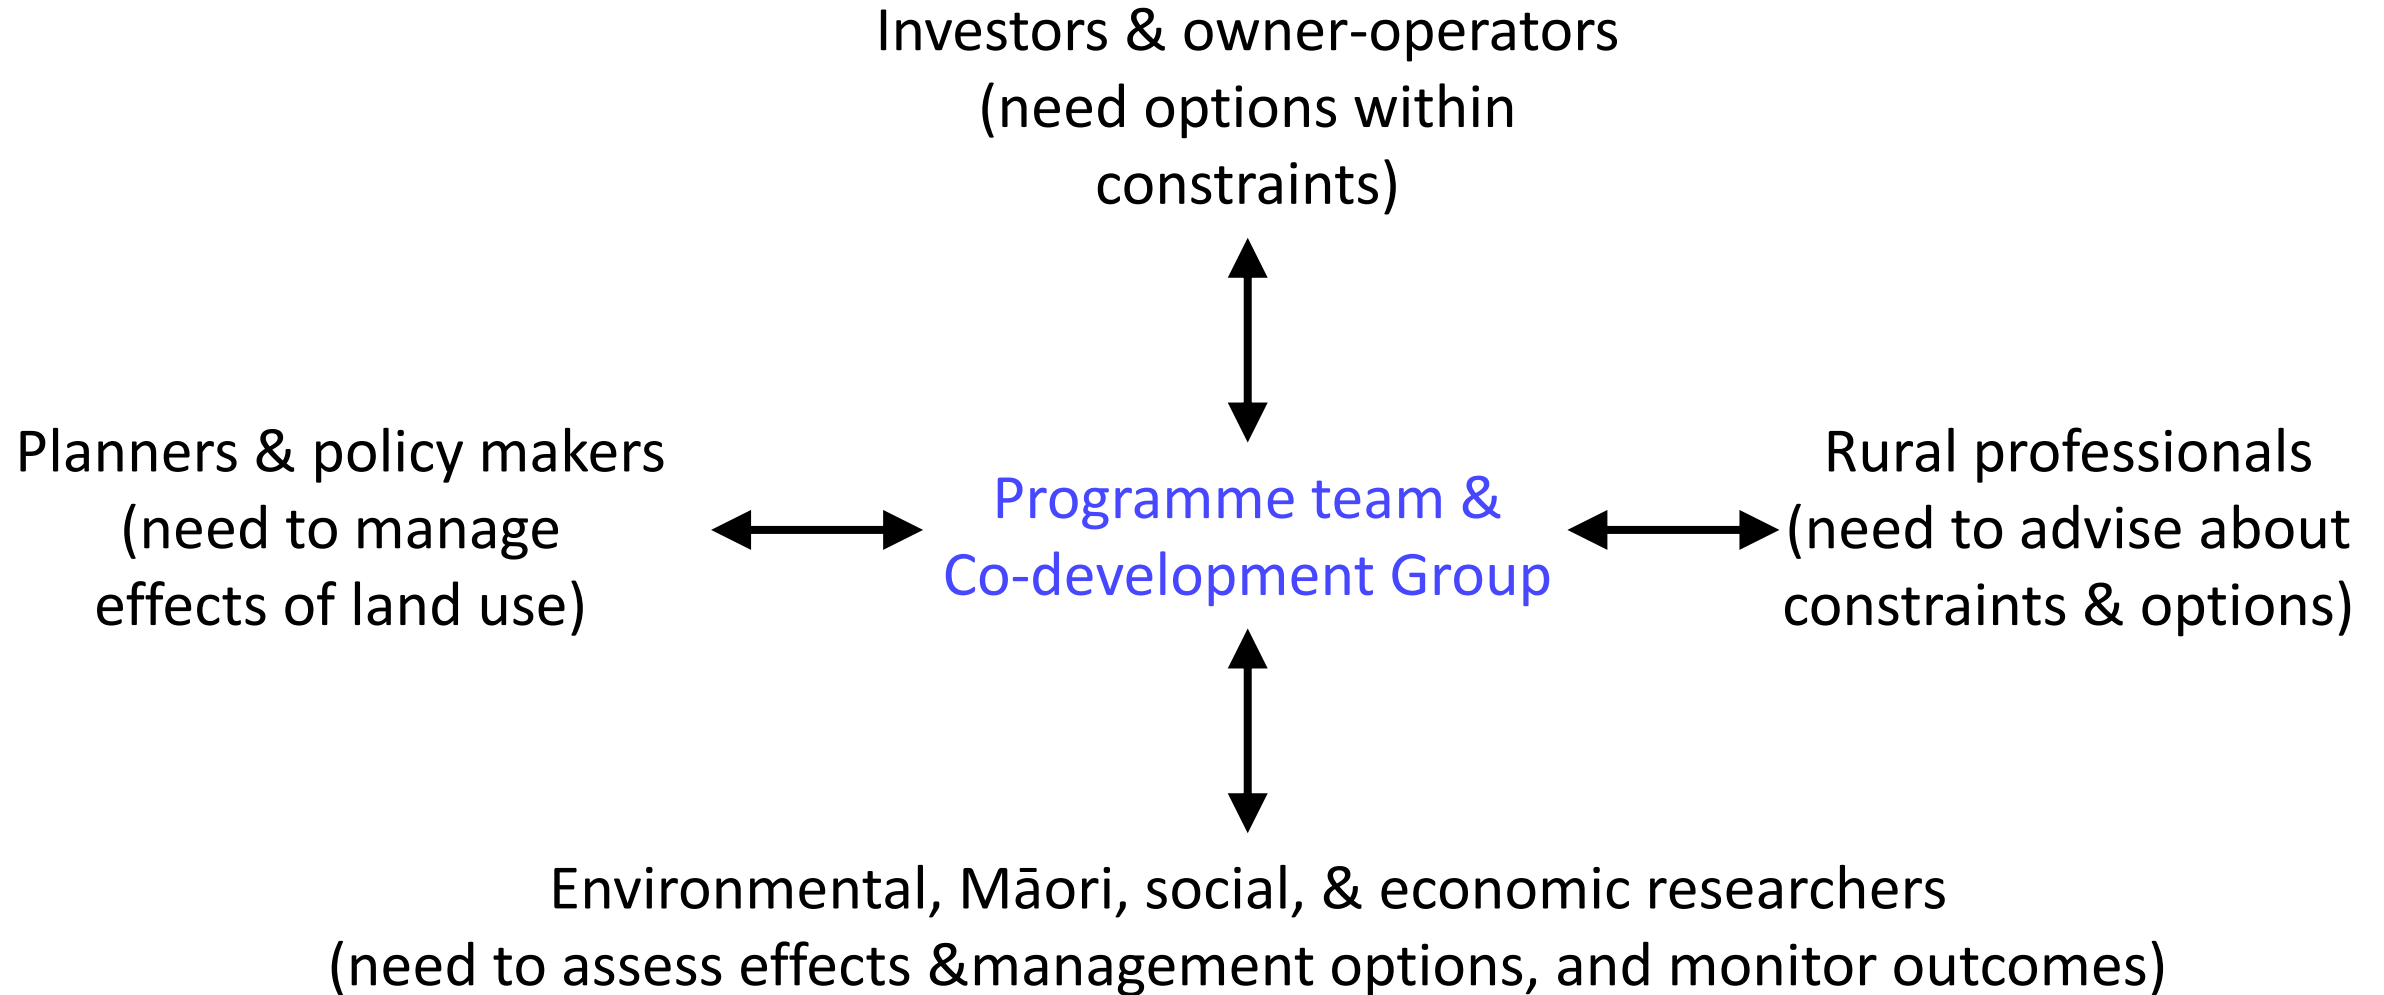 Investors & owner-operators
(need options within
constraints)
Planners & policy makers
(need to manage
effects of land use)
Programme team &
Co-development Group
Rural professionals
(need to advise about
constraints & options)
Environmental, Māori, social, & economic researchers
(need to assess effects &management options, and monitor outcomes)